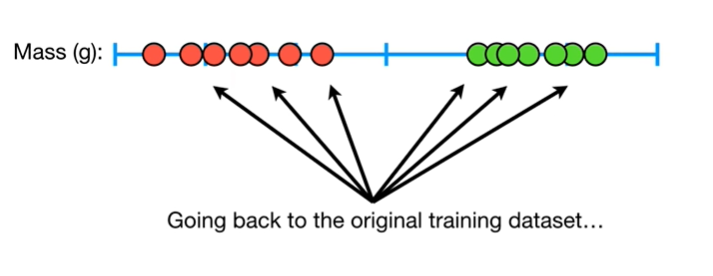 Mass (g):
Going back to the original training dataset...